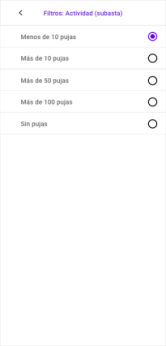 Filtros: Actividad (subasta)
Menos de 10 pujas
Más de 10 pujas
Más de 50 pujas
Más de 100 pujas
Sin pujas